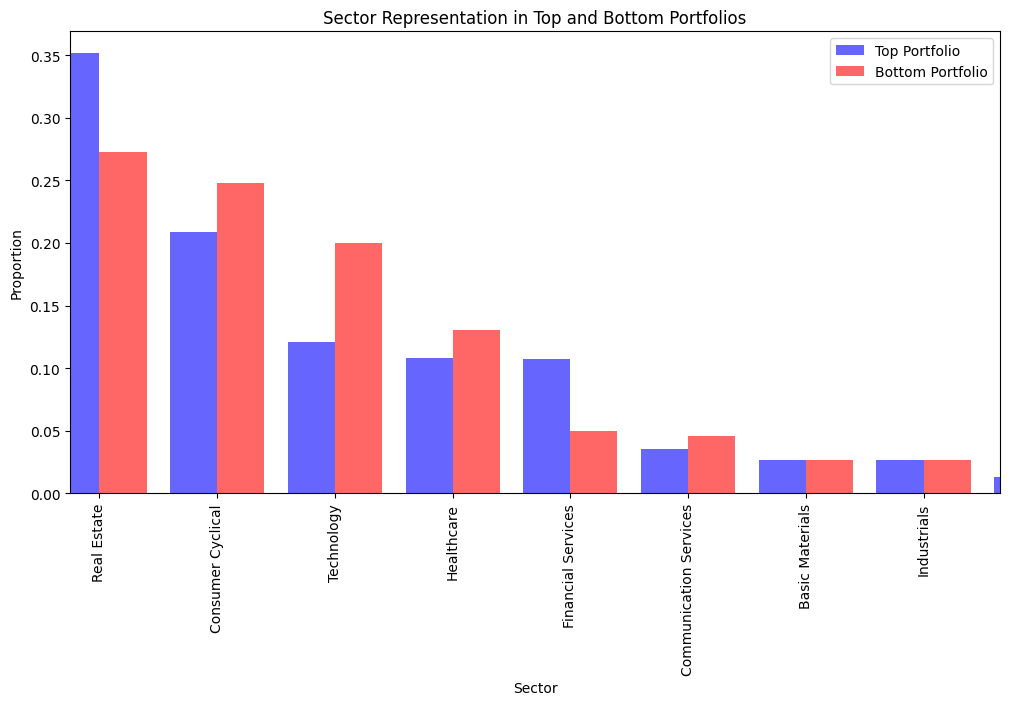 Sector Representation in Top and Bottom Portfolios
Top Portfolio
Bottom Portfolio
Proportion
0.35
0.30
0.25
0.20
0.15
0.10
0.05
0.00
Real Estate
Consumer Cyclical
Technology
Healthcare
Financial Services
Communication Services
Basic Materials
Industrials
Sector